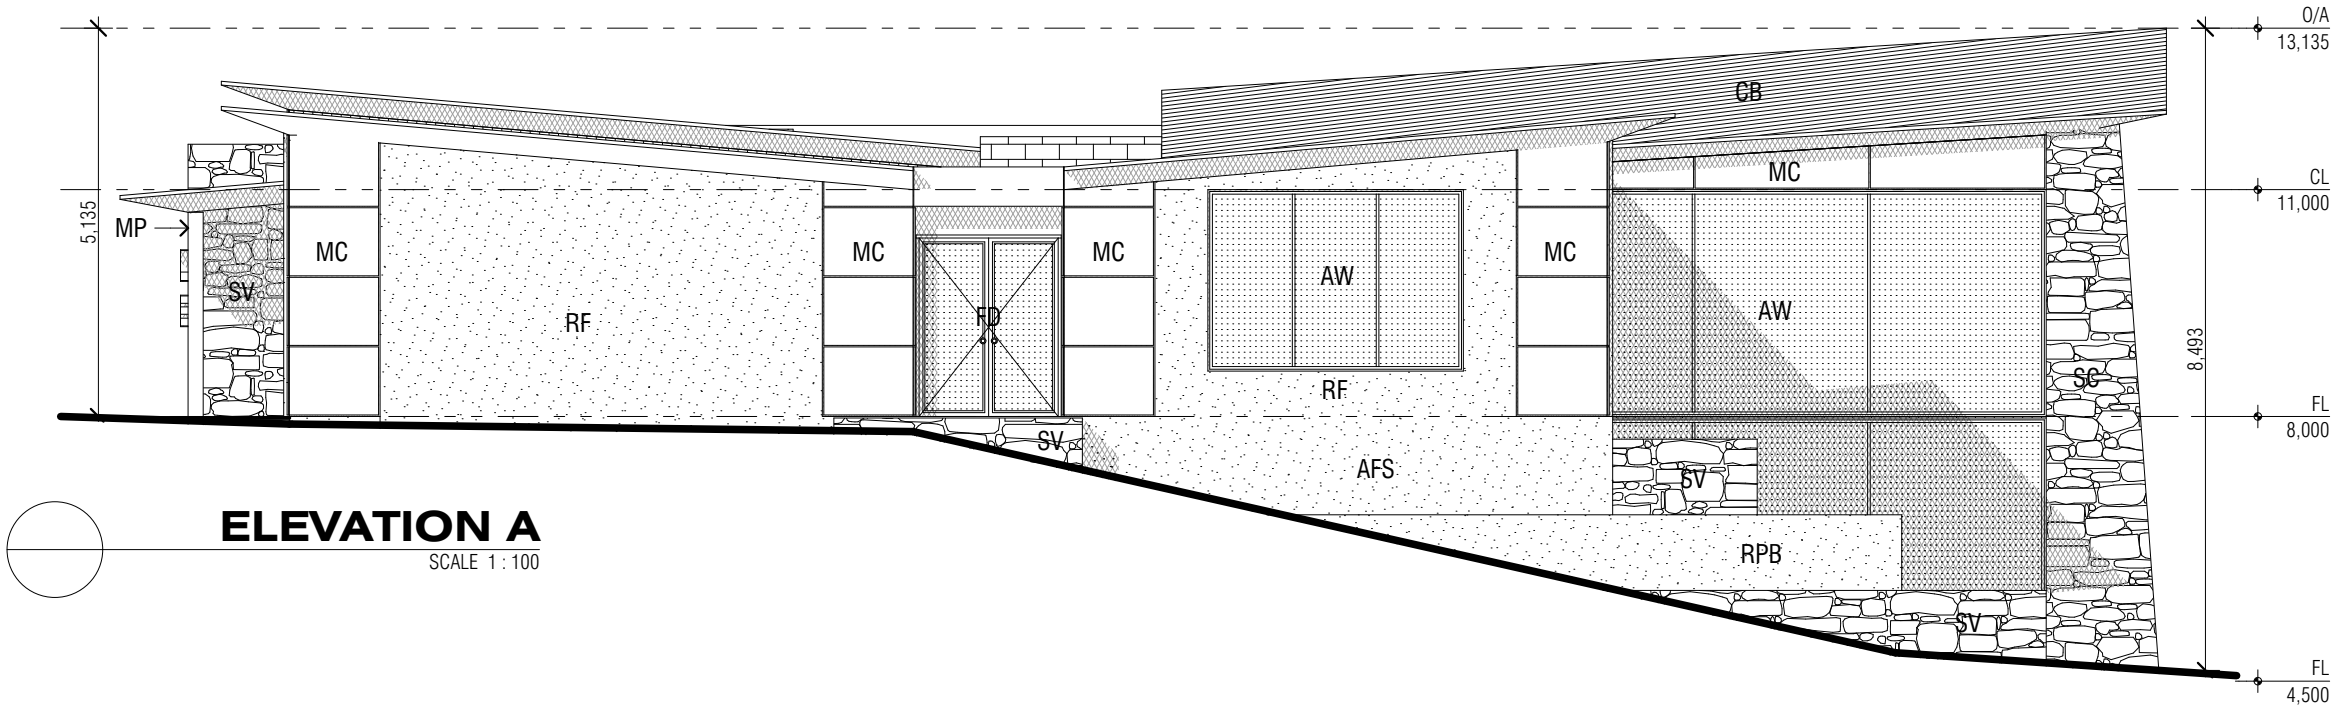 O/A
13,135
CB
MC
CL
11,000
5,135
MP
MC
MC
MC
MC
SV
RF
FD
AW
AW
8,493
RF
SC
FL
8,000
SV
AFS
SV
ELEVATION A
SCALE 1 : 100
RPB
SV
FL
4,500